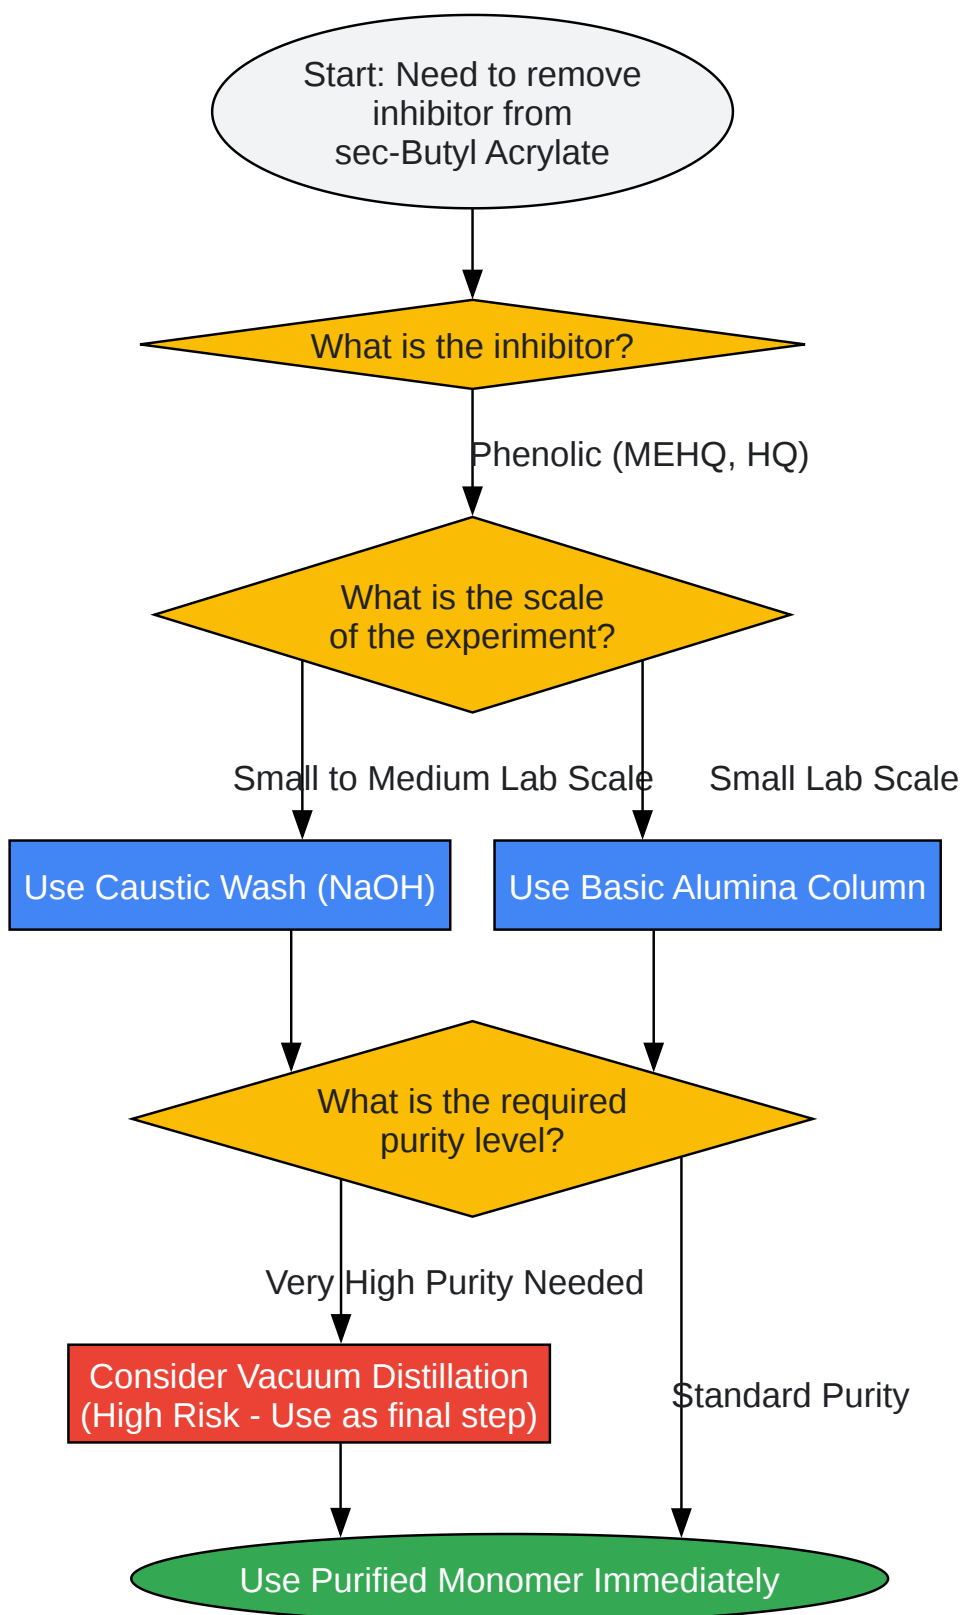 Start: Need to remove
inhibitor from
sec-Butyl Acrylate
What is the inhibitor?
Phenolic (MEHQ, HQ)
What is the scale
of the experiment?
Small to Medium Lab Scale
Small Lab Scale
Use Caustic Wash (NaOH)
Use Basic Alumina Column
What is the required
purity level?
Very High Purity Needed
Consider Vacuum Distillation
(High Risk - Use as final step)
Standard Purity
Use Purified Monomer Immediately